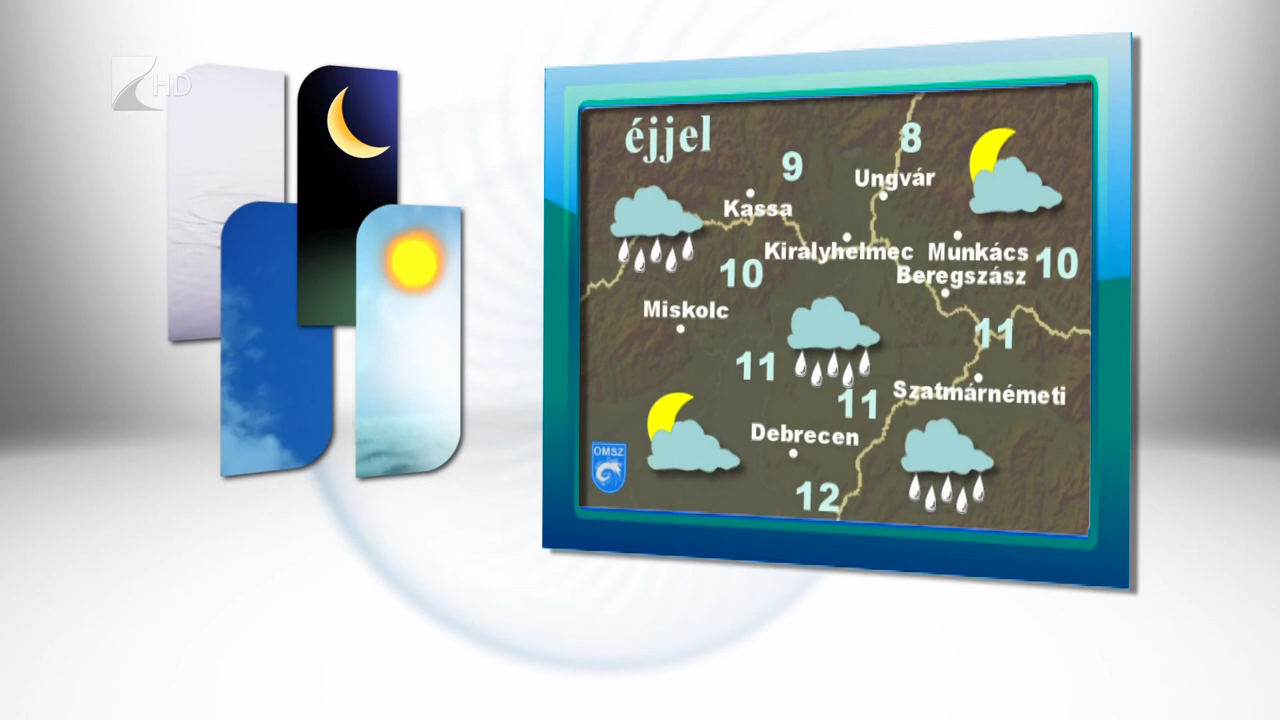 HD
éjjel
8
9
Ungvár
Kassa
Királyhelmec
Munkács
10
10
Beregszász
Miskolc
11
11
Szatmárnémeti
11
Debrecen
OMSZ
12